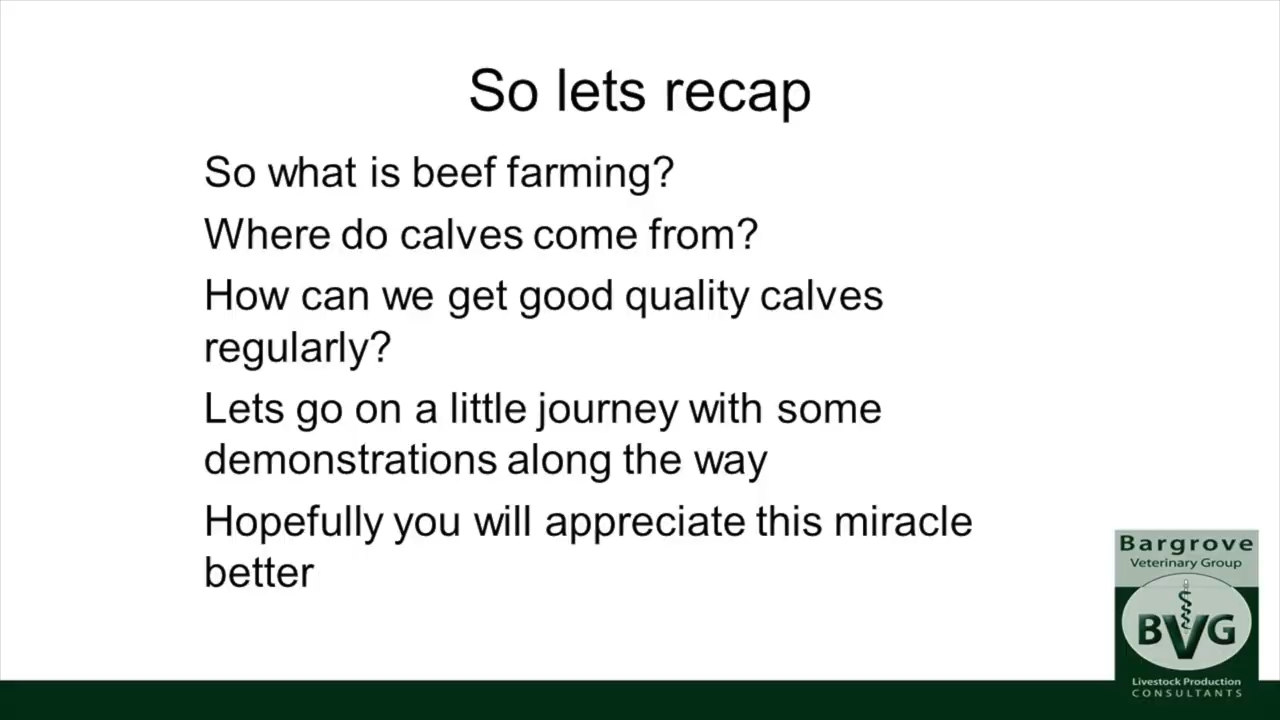 So lets recap
So what is beef farming?
Where do calves come from?
How can we get good quality calves
regularly?
Lets go on a little journey with some
demonstrations along the way
Hopefully you will appreciate this miracle
better
Bargrove
Veterinary Group
BVG
Livestock Production
CONSULTANTS